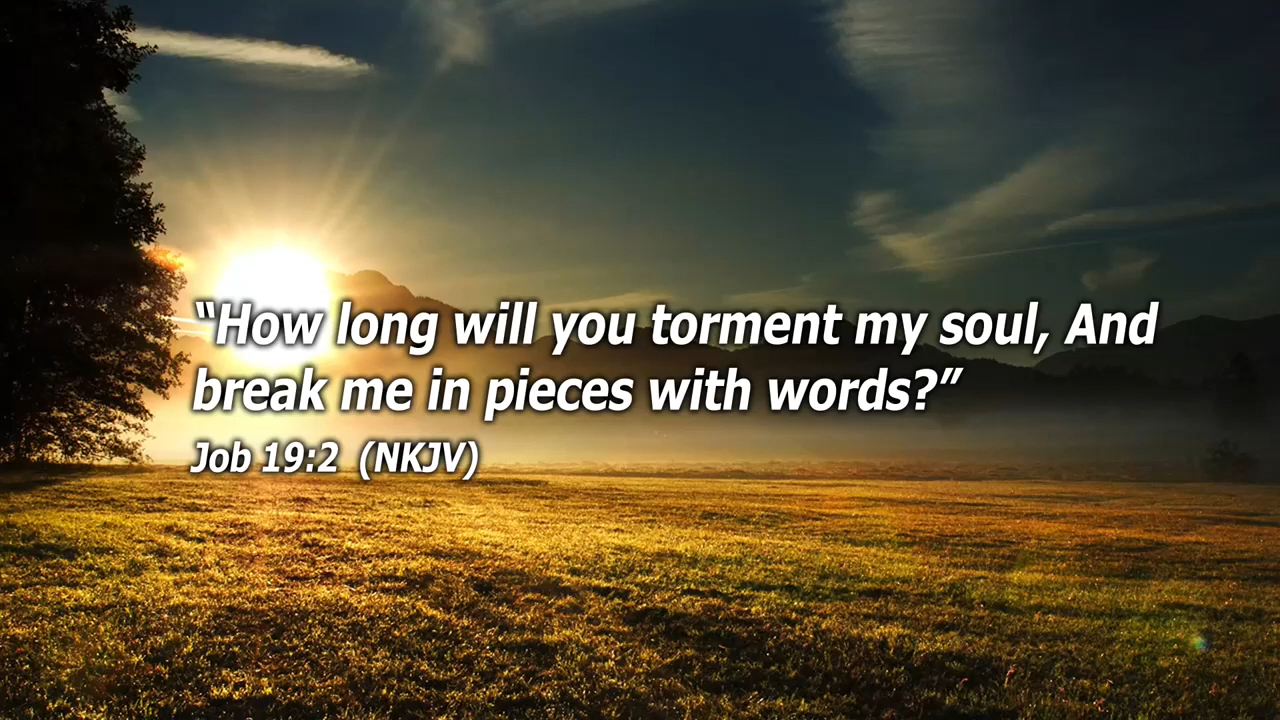 “How long will you torment my soul, And
break me in pieces with words?”
Job 19:2 (NKJV)